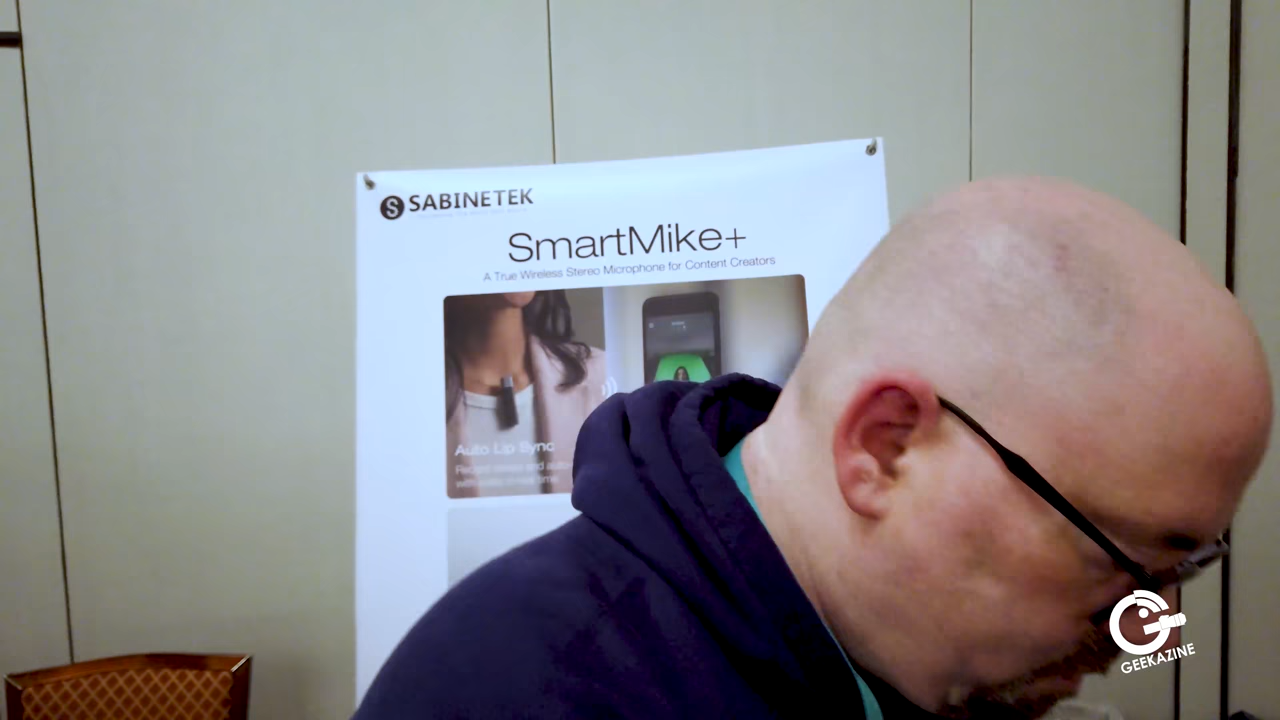 SABINETEK
SmartMike+
A True Wireless Stereo Microphone for Content Creators
Auto Lip Sync
GEEKAZINE